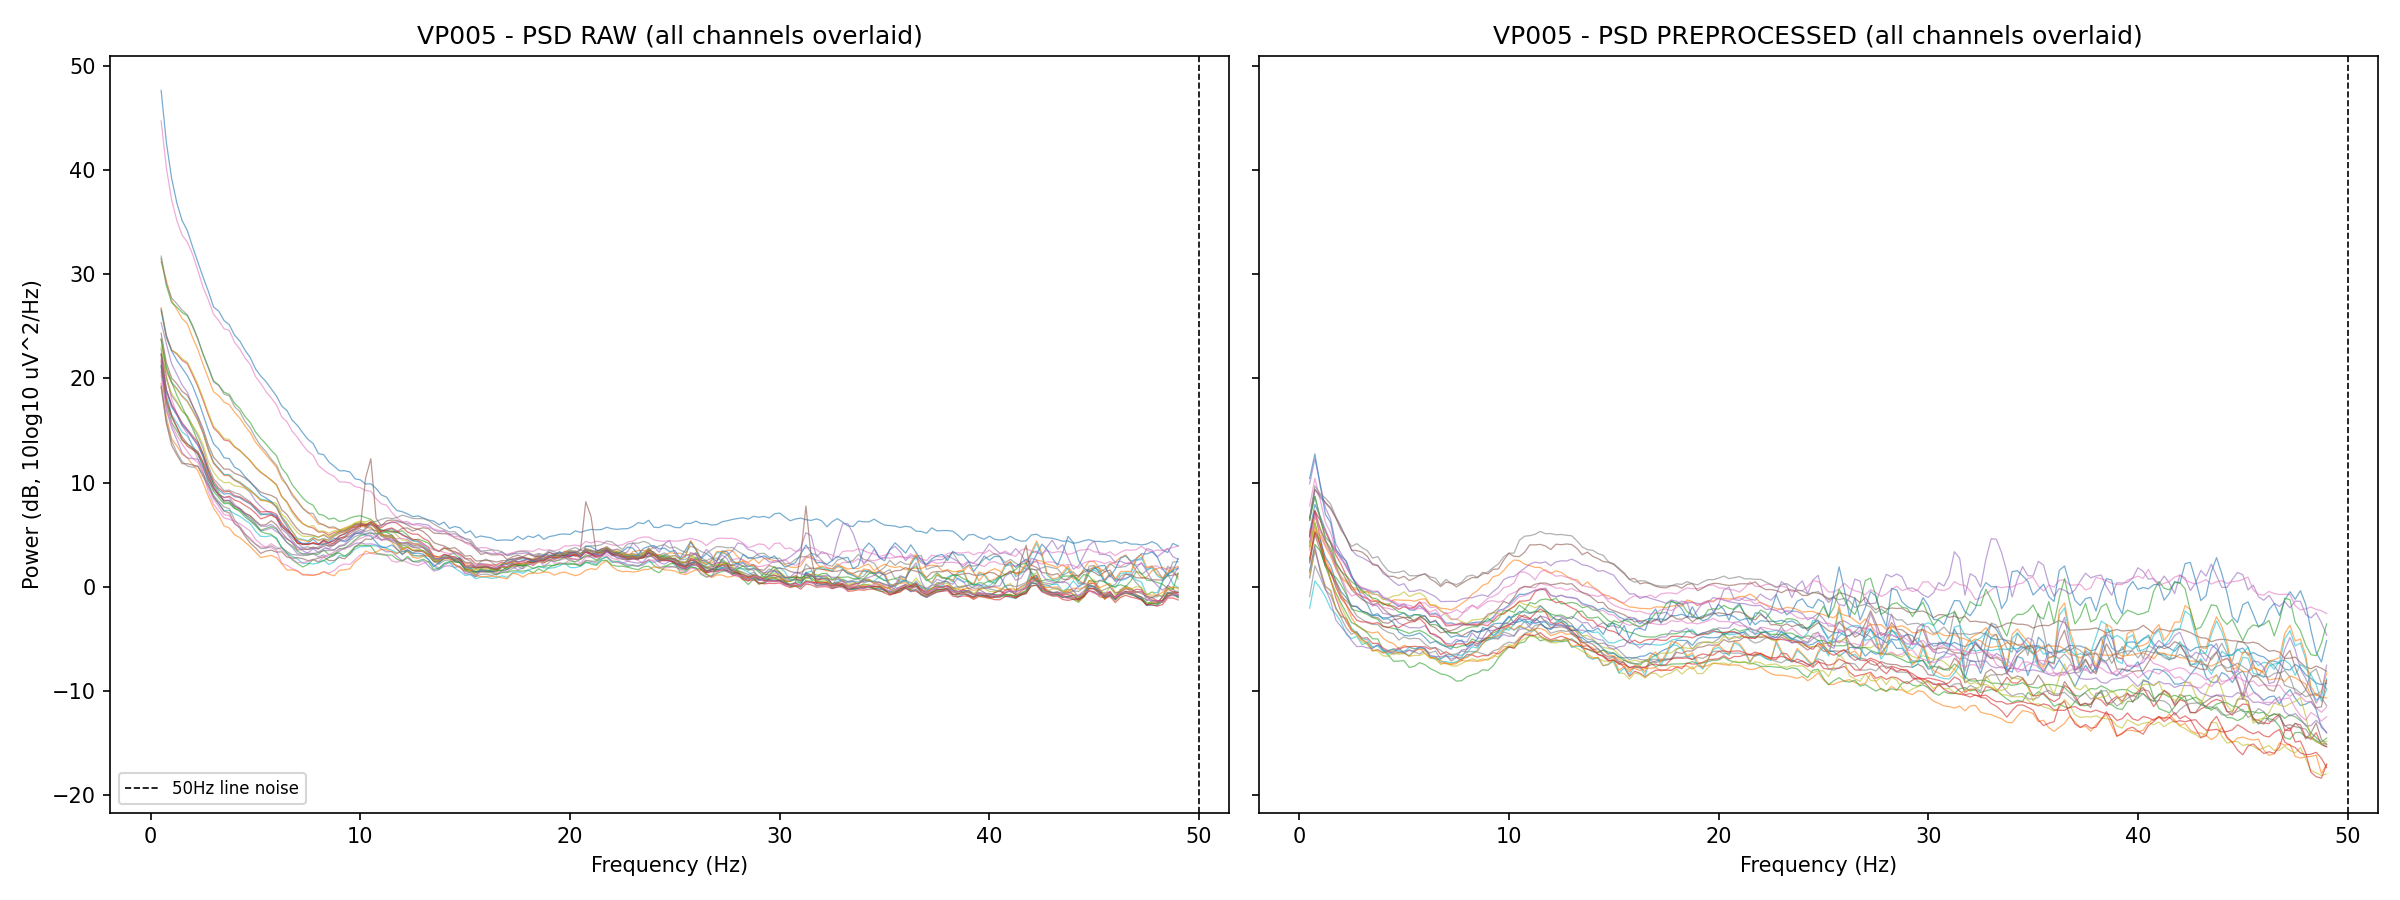 VP005 - PSD RAW (all channels overlaid)
VP005 - PSD PREPROCESSED (all channels overlaid)
Power (dB, 10log10 uV^2/Hz)
50
40
30
20
10
0
−10
−20
50Hz line noise
0 10 20 30 40 50
0 10 20 30 40 50
Frequency (Hz)
Frequency (Hz)